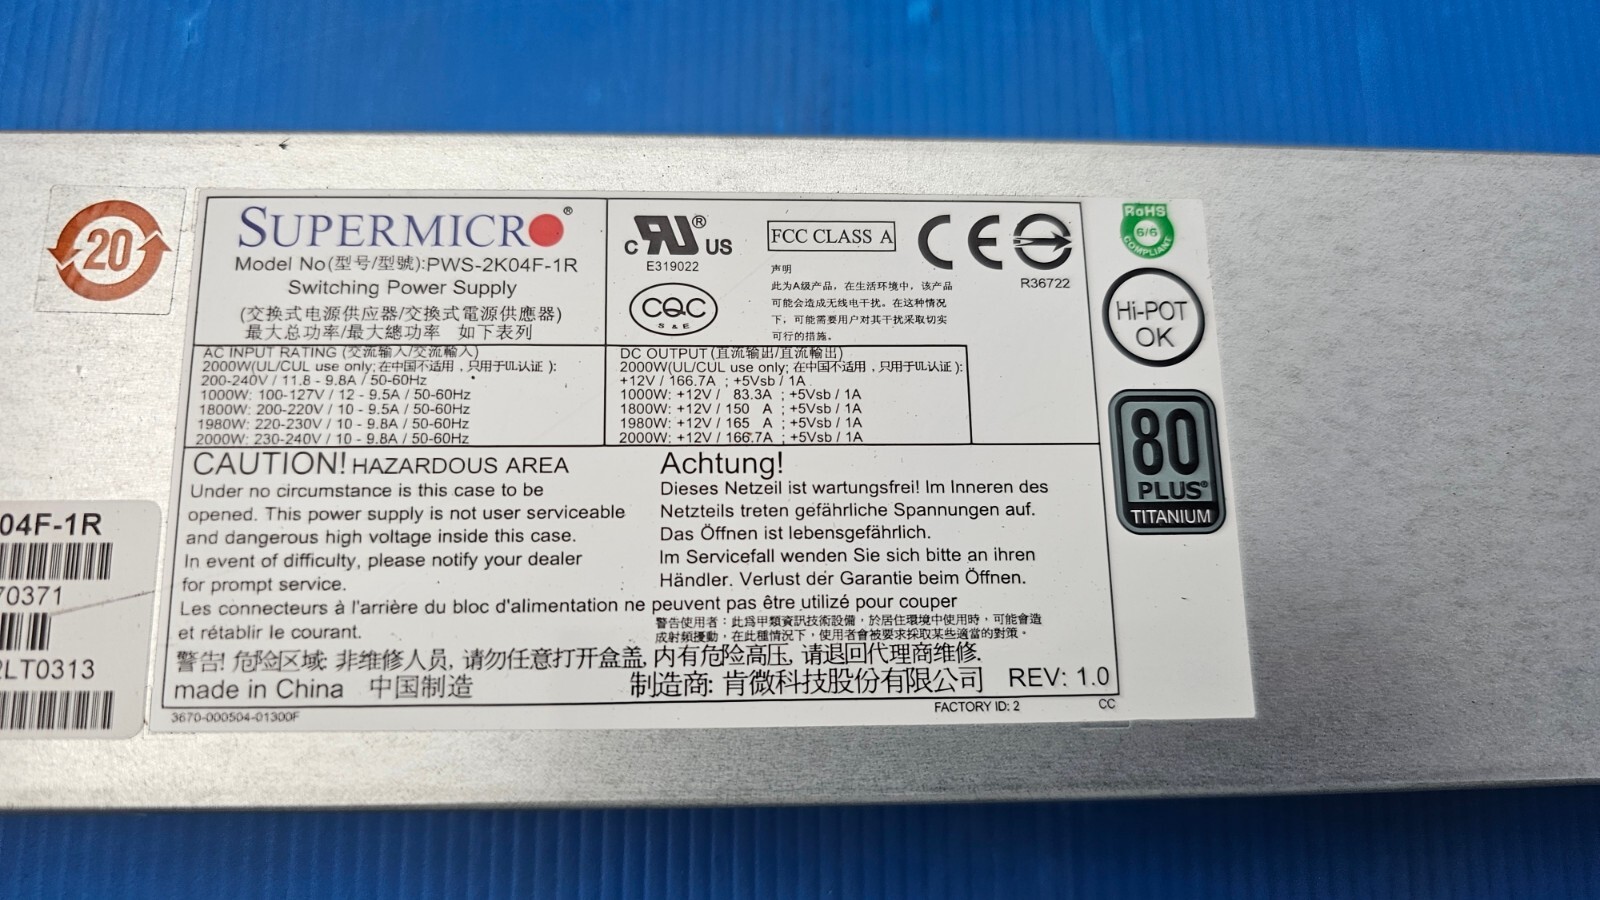 20
SUPERMICRO®
Model No(型号/型號):PWS-2K04F-1R
Switching Power Supply
(交换式电源供应器/交換式電源供應器)
最大总功率/最大總功率 如下表列
C RU® US
E319022
FCC CLASS A
CE
R36722
CQC
S & E
声明
此为A级产品，在生活环境中，该产品
可能会造成无线电干扰。在这种情况
下，可能需要用户对其干扰采取切实
可行的措施。
RoHS
6/6
COMPLIANT
Hi-POT
OK
80
PLUS®
TITANIUM
AC INPUT RATING (交流输入/交流輸入)
2000W(UL/CUL use only; 在中国不适用，只用于UL认证 ):
200-240V / 11.8 - 9.8A / 50-60Hz
1000W: 100-127V / 12 - 9.5A / 50-60Hz
1800W: 200-220V / 10 - 9.5A / 50-60Hz
1980W: 220-230V / 10 - 9.8A / 50-60Hz
2000W: 230-240V / 10 - 9.8A / 50-60Hz
DC OUTPUT (直流输出/直流輸出)
2000W(UL/CUL use only; 在中国不适用，只用于UL认证 ):
+12V / 166.7A ; +5Vsb / 1A
1000W: +12V / 83.3A ; +5Vsb / 1A
1800W: +12V / 150 A ; +5Vsb / 1A
1980W: +12V / 165 A ; +5Vsb / 1A
2000W: +12V / 166.7A ; +5Vsb / 1A
CAUTION! HAZARDOUS AREA
Under no circumstance is this case to be
opened. This power supply is not user serviceable
and dangerous high voltage inside this case.
In event of difficulty, please notify your dealer
for prompt service.
Achtung!
Dieses Netzeil ist wartungsfrei! Im Inneren des
Netzteils treten gefährliche Spannungen auf.
Das Öffnen ist lebensgefährlich.
Im Servicefall wenden Sie sich bitte an ihren
Händler. Verlust der Garantie beim Öffnen.
Les connecteurs à l'arrière du bloc d'alimentation ne peuvent pas être utilizé pour couper
et rétablir le courant.
警告使用者：此爲甲類資訊技術設備，於居住環境中使用時，可能會造
成射頻擾動，在此種情況下，使用者會被要求採取某些適當的對策。
警告! 危险区域: 非维修人员, 请勿任意打开盒盖, 内有危险高压, 请退回代理商维修.
made in China 中国制造
制造商: 肯微科技股份有限公司 REV: 1.0
3670-000504-01300F
FACTORY ID: 2
CC
04F-1R
70371
LT0313